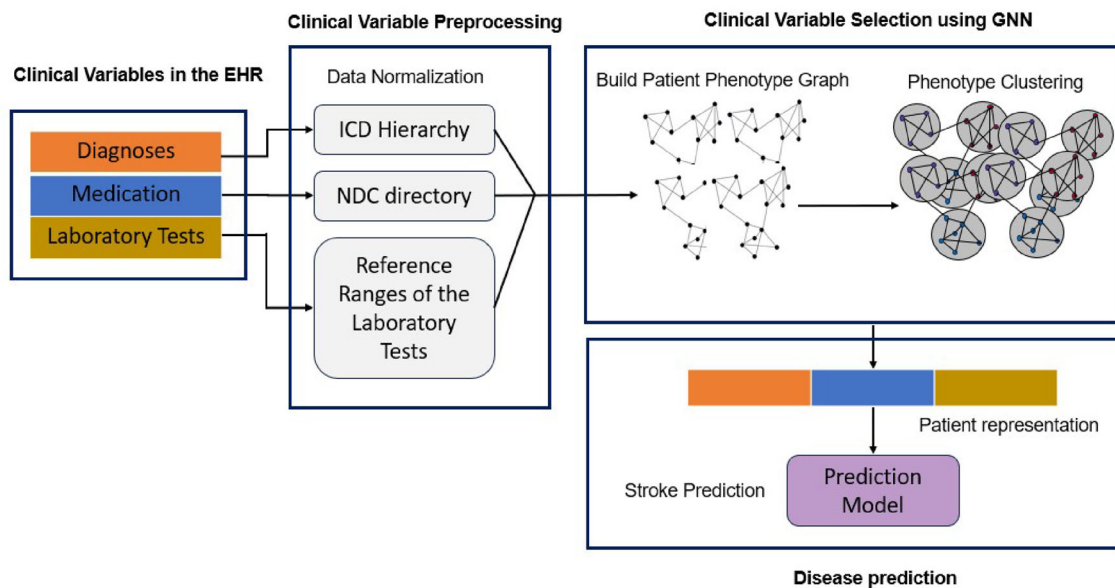 Clinical Variables in the EHR
Diagnoses
Medication
Laboratory Tests
Clinical Variable Preprocessing
Data Normalization
ICD Hierarchy
NDC directory
Reference
Ranges of the
Laboratory
Tests
Clinical Variable Selection using GNN
Build Patient Phenotype Graph
Phenotype Clustering
Patient representation
Stroke Prediction
Prediction
Model
Disease prediction